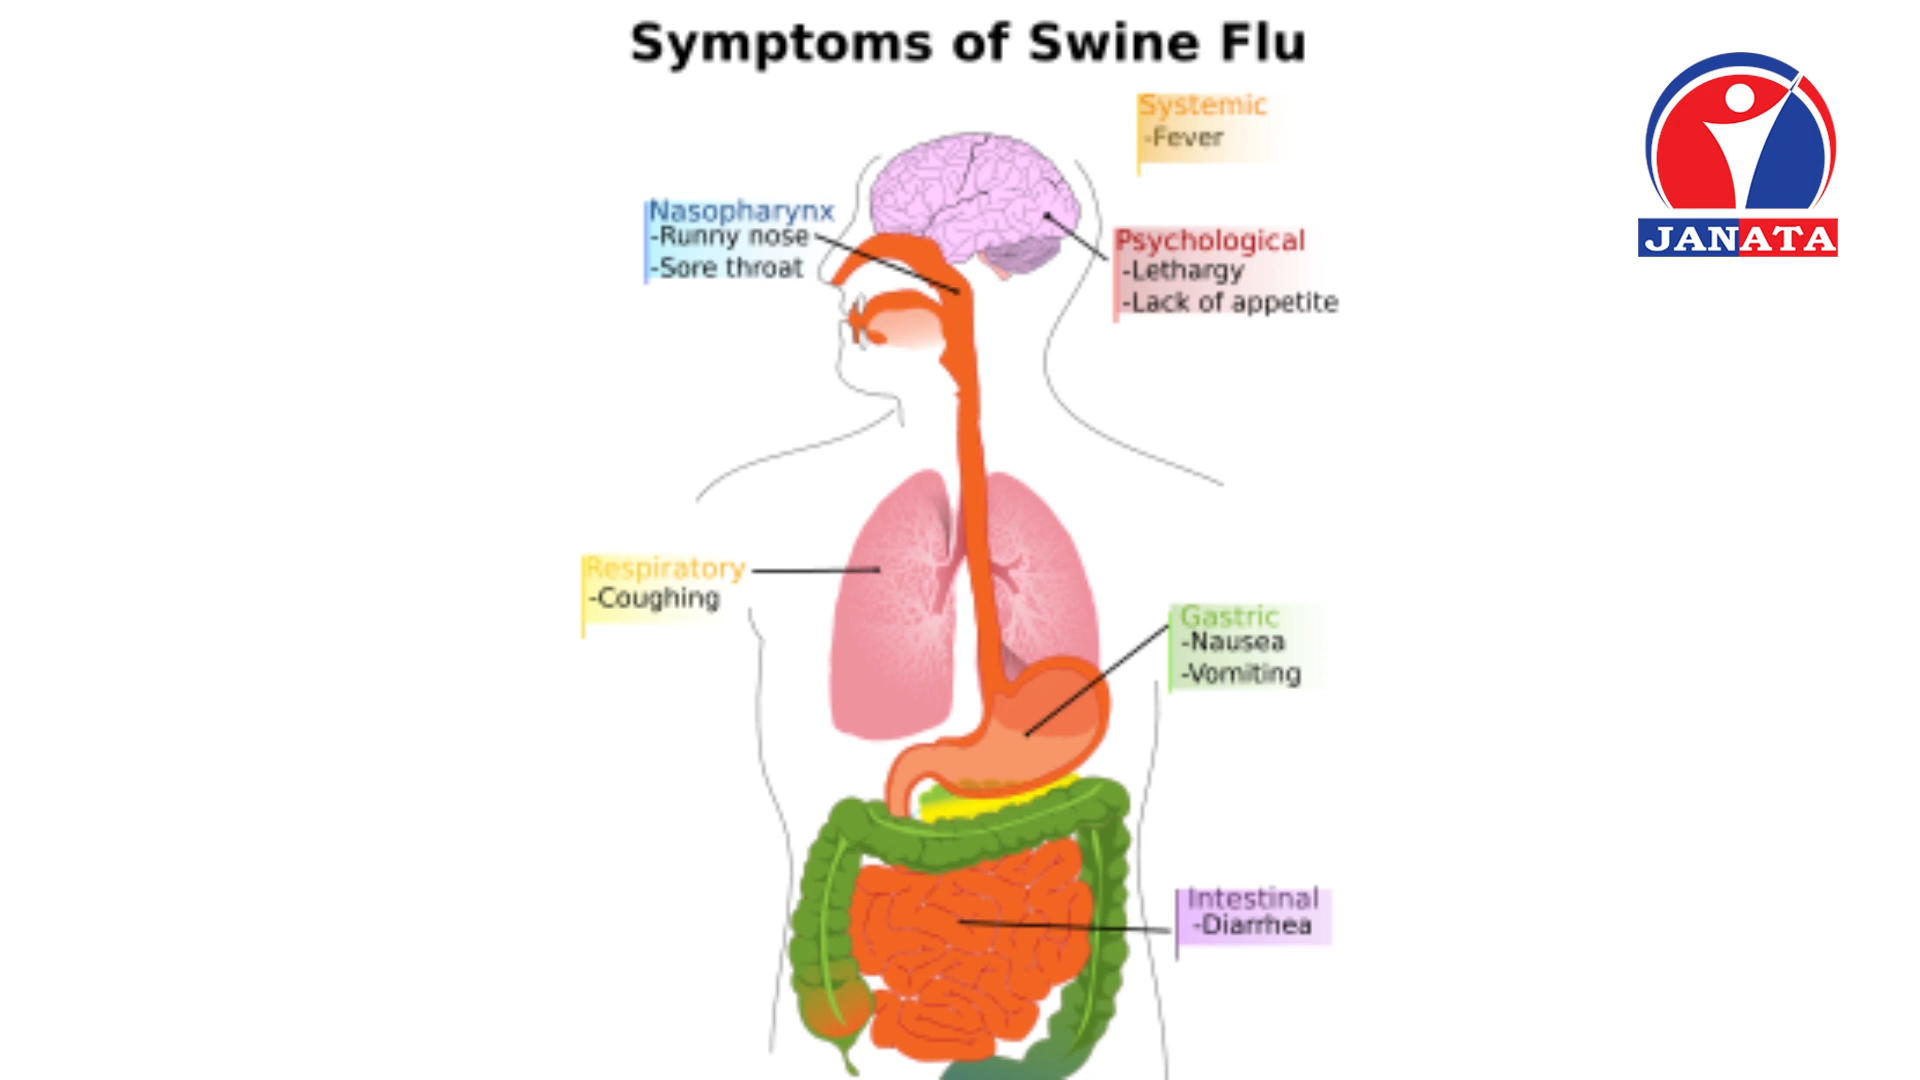 Symptoms of Swine Flu
Systemic
-Fever
JANATA
Nasopharynx
-Runny nose
-Sore throat
Psychological
-Lethargy
-Lack of appetite
Respiratory
-Coughing
Gastric
-Nausea
-Vomiting
Intestinal
-Diarrhea